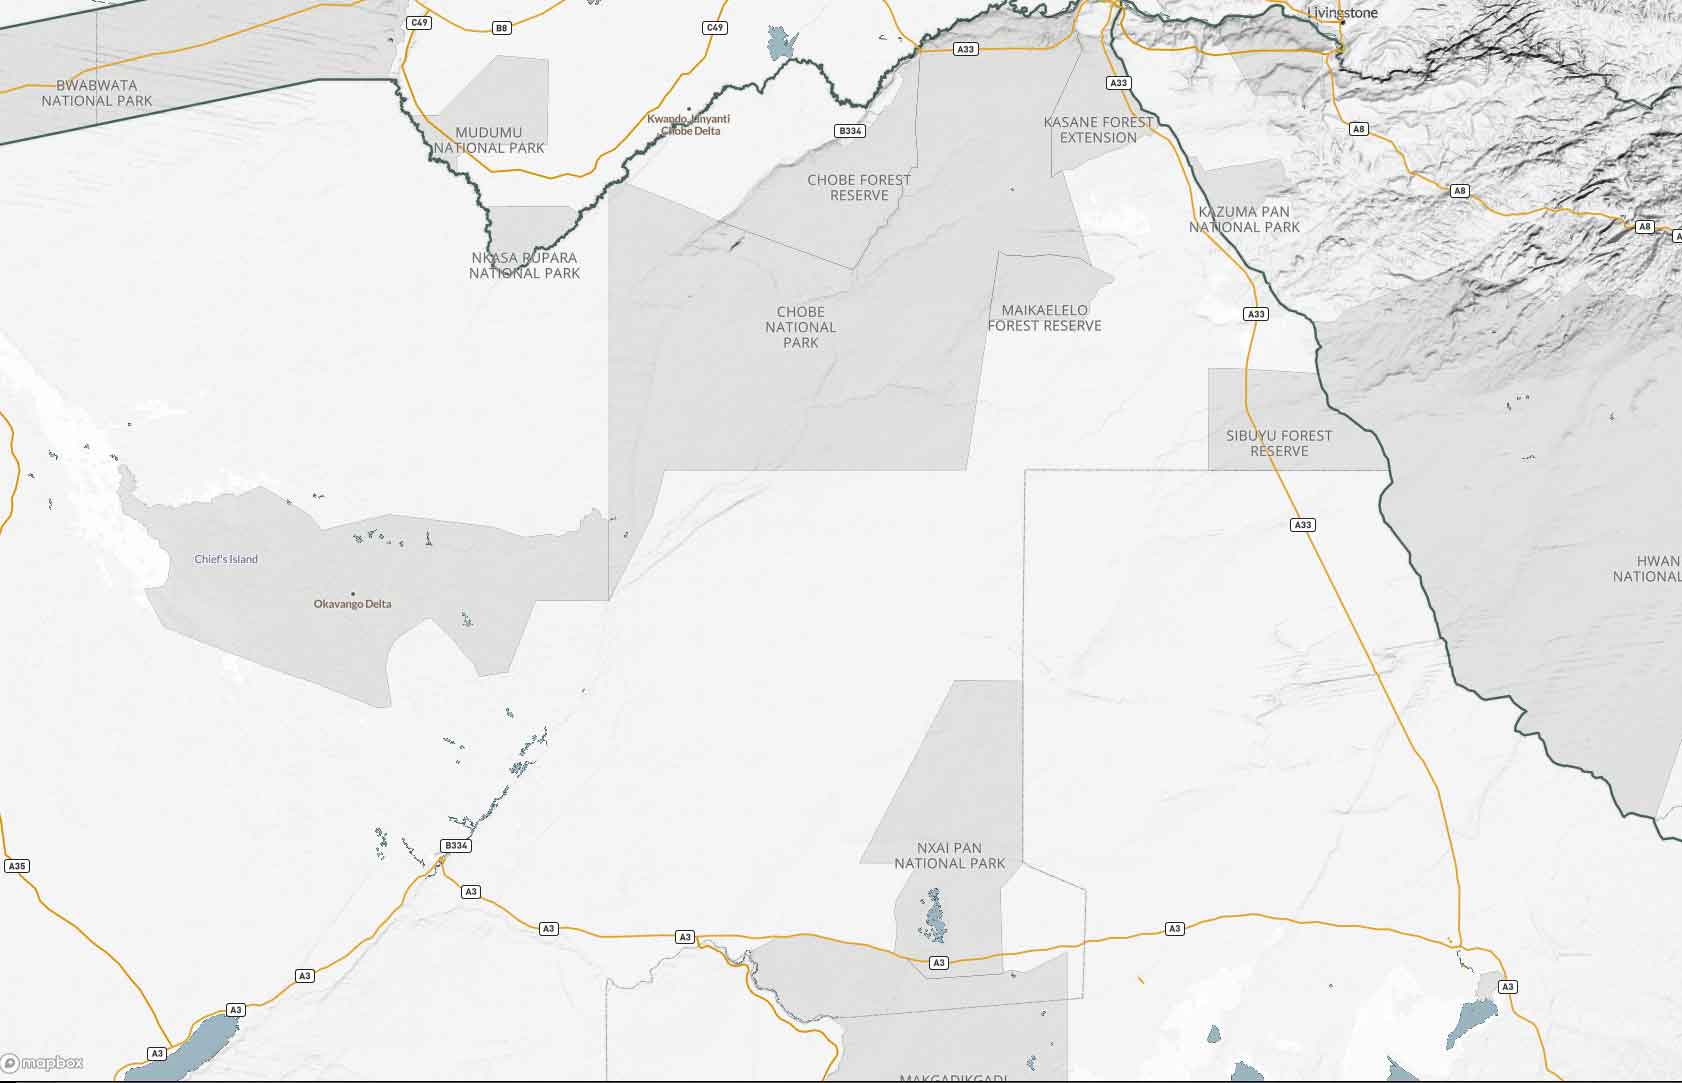 Livingstone
C49
B8
C49
A33
BWABWATA
NATIONAL PARK
A33
Kwando Linyanti
Chobe Delta
MUDUMU
NATIONAL PARK
B334
KASANE FOREST
EXTENSION
A8
CHOBE FOREST
RESERVE
A8
KAZUMA PAN
NATIONAL PARK
A8
NKASA RUPARA
NATIONAL PARK
CHOBE
NATIONAL
PARK
MAIKAELELO
FOREST RESERVE
A33
SIBUYU FOREST
RESERVE
A33
Chief's Island
HWAN
NATIONAL
Okavango Delta
B334
NXAI PAN
NATIONAL PARK
A35
A3
A3
A3
A3
A3
A3
A3
A3
A3
mapbox
MAKGADIKGADI